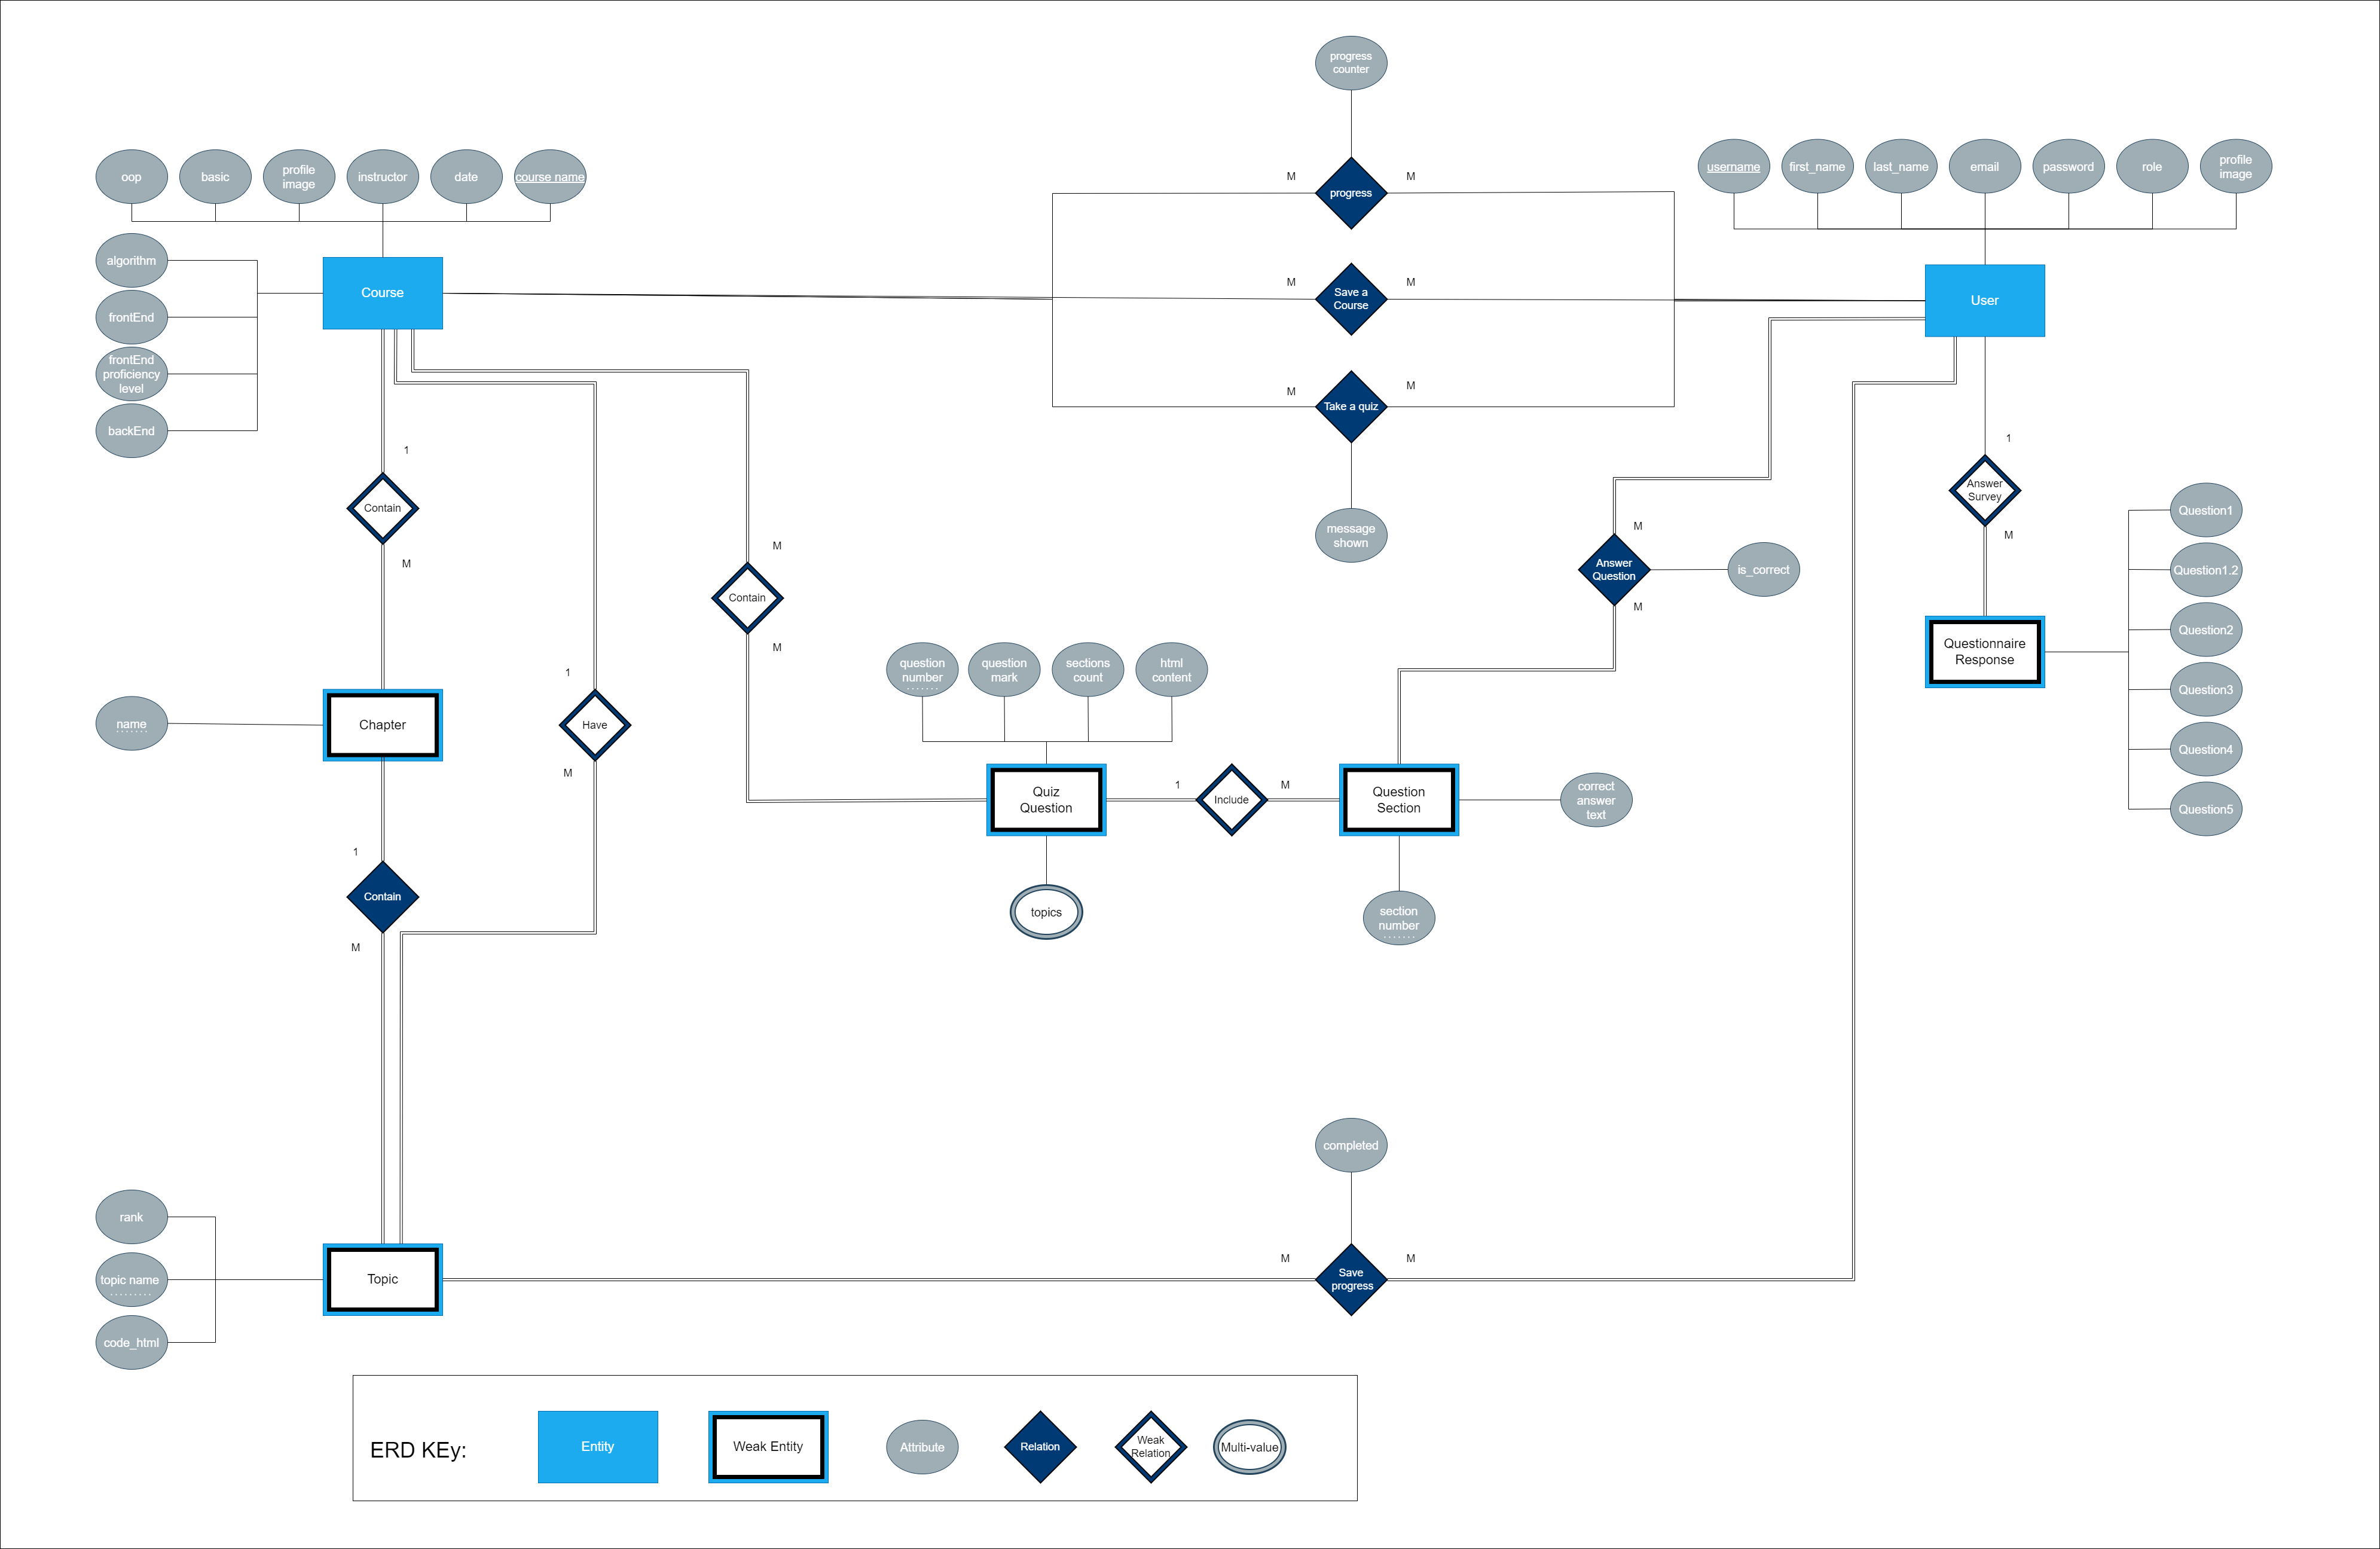 progress
counter
oop
basic
profile
image
instructor
date
course name
username
first_name
last_name
email
password
role
profile
image
M
M
progress
algorithm
Course
M
M
Save a
Course
User
frontEnd
frontEnd
proficiency
level
M
M
Take a quiz
backEnd
1
1
Contain
Answer
Survey
Question1
message
shown
M
M
M
M
Contain
Answer
Question
is_correct
Question1.2
M
M
Question2
Questionnaire
Response
question
number
question
mark
sections
count
html
content
1
Question3
name
Chapter
Have
M
Question4
Quiz
Question
1
Include
M
Question
Section
correct
answer
text
Question5
1
Contain
M
topics
section
number
completed
rank
M
M
topic name
Topic
Save
progress
code_html
ERD KEy:
Entity
Weak Entity
Attribute
Relation
Weak
Relation
Multi-value